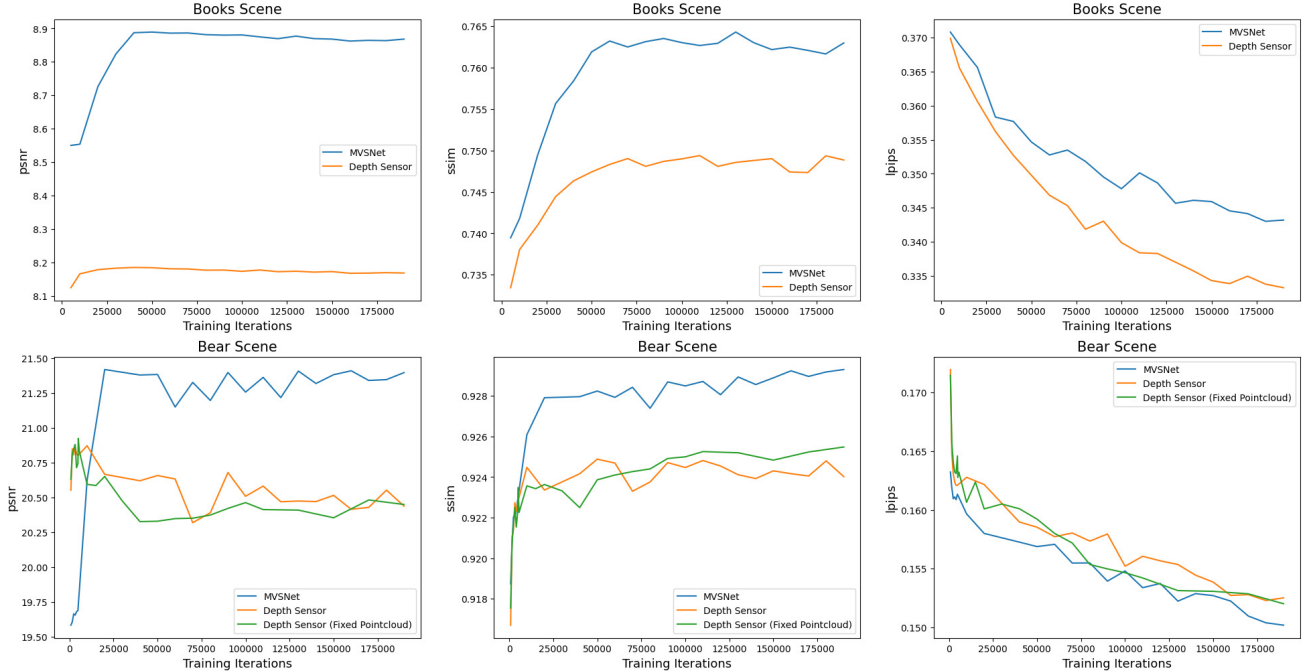 Books Scene
8.9
8.8
8.7
8.6
8.5
8.4
8.3
8.2
8.1
psnr
0 25000 50000 75000 100000 125000 150000 175000
Training Iterations
MVSNet
Depth Sensor
Books Scene
0.765
0.760
0.755
0.750
0.745
0.740
0.735
ssim
0 25000 50000 75000 100000 125000 150000 175000
Training Iterations
MVSNet
Depth Sensor
Books Scene
0.370
0.365
0.360
0.355
0.350
0.345
0.340
0.335
lpips
0 25000 50000 75000 100000 125000 150000 175000
Training Iterations
MVSNet
Depth Sensor
Bear Scene
21.50
21.25
21.00
20.75
20.50
20.25
20.00
19.75
19.50
psnr
0 25000 50000 75000 100000 125000 150000 175000
Training Iterations
MVSNet
Depth Sensor
Depth Sensor (Fixed Pointcloud)
Bear Scene
0.928
0.926
0.924
0.922
0.920
0.918
ssim
0 25000 50000 75000 100000 125000 150000 175000
Training Iterations
MVSNet
Depth Sensor
Depth Sensor (Fixed Pointcloud)
Bear Scene
0.170
0.165
0.160
0.155
0.150
lpips
0 25000 50000 75000 100000 125000 150000 175000
Training Iterations
MVSNet
Depth Sensor
Depth Sensor (Fixed Pointcloud)